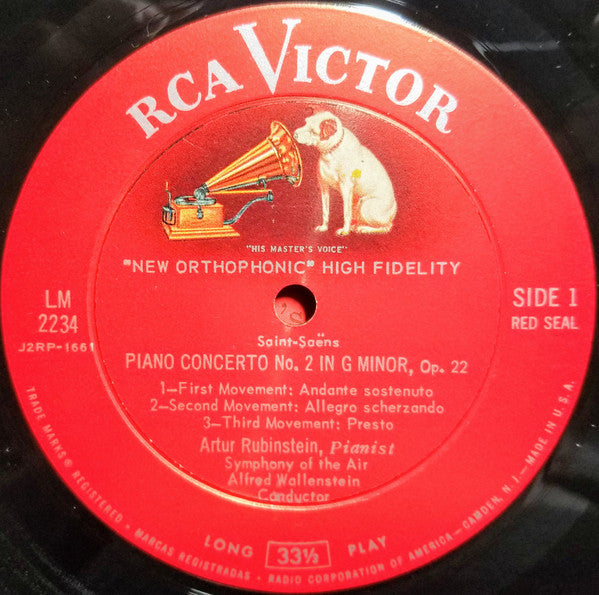 RCA VICTOR
"HIS MASTER'S VOICE"
"NEW ORTHOPHONIC" HIGH FIDELITY
LM
2234
J2RP-1661
SIDE 1
RED SEAL
Saint-Saëns
PIANO CONCERTO No. 2 IN G MINOR, Op. 22
1—First Movement: Andante sostenuto
2—Second Movement: Allegro scherzando
3—Third Movement: Presto
Artur Rubinstein, Pianist
Symphony of the Air
Alfred Wallenstein
Conductor
LONG 33⅓ PLAY
TRADE MARKS ® REGISTERED • MARCAS REGISTRADAS • RADIO CORPORATION OF AMERICA—CAMDEN, N. J.—MADE IN U. S. A.